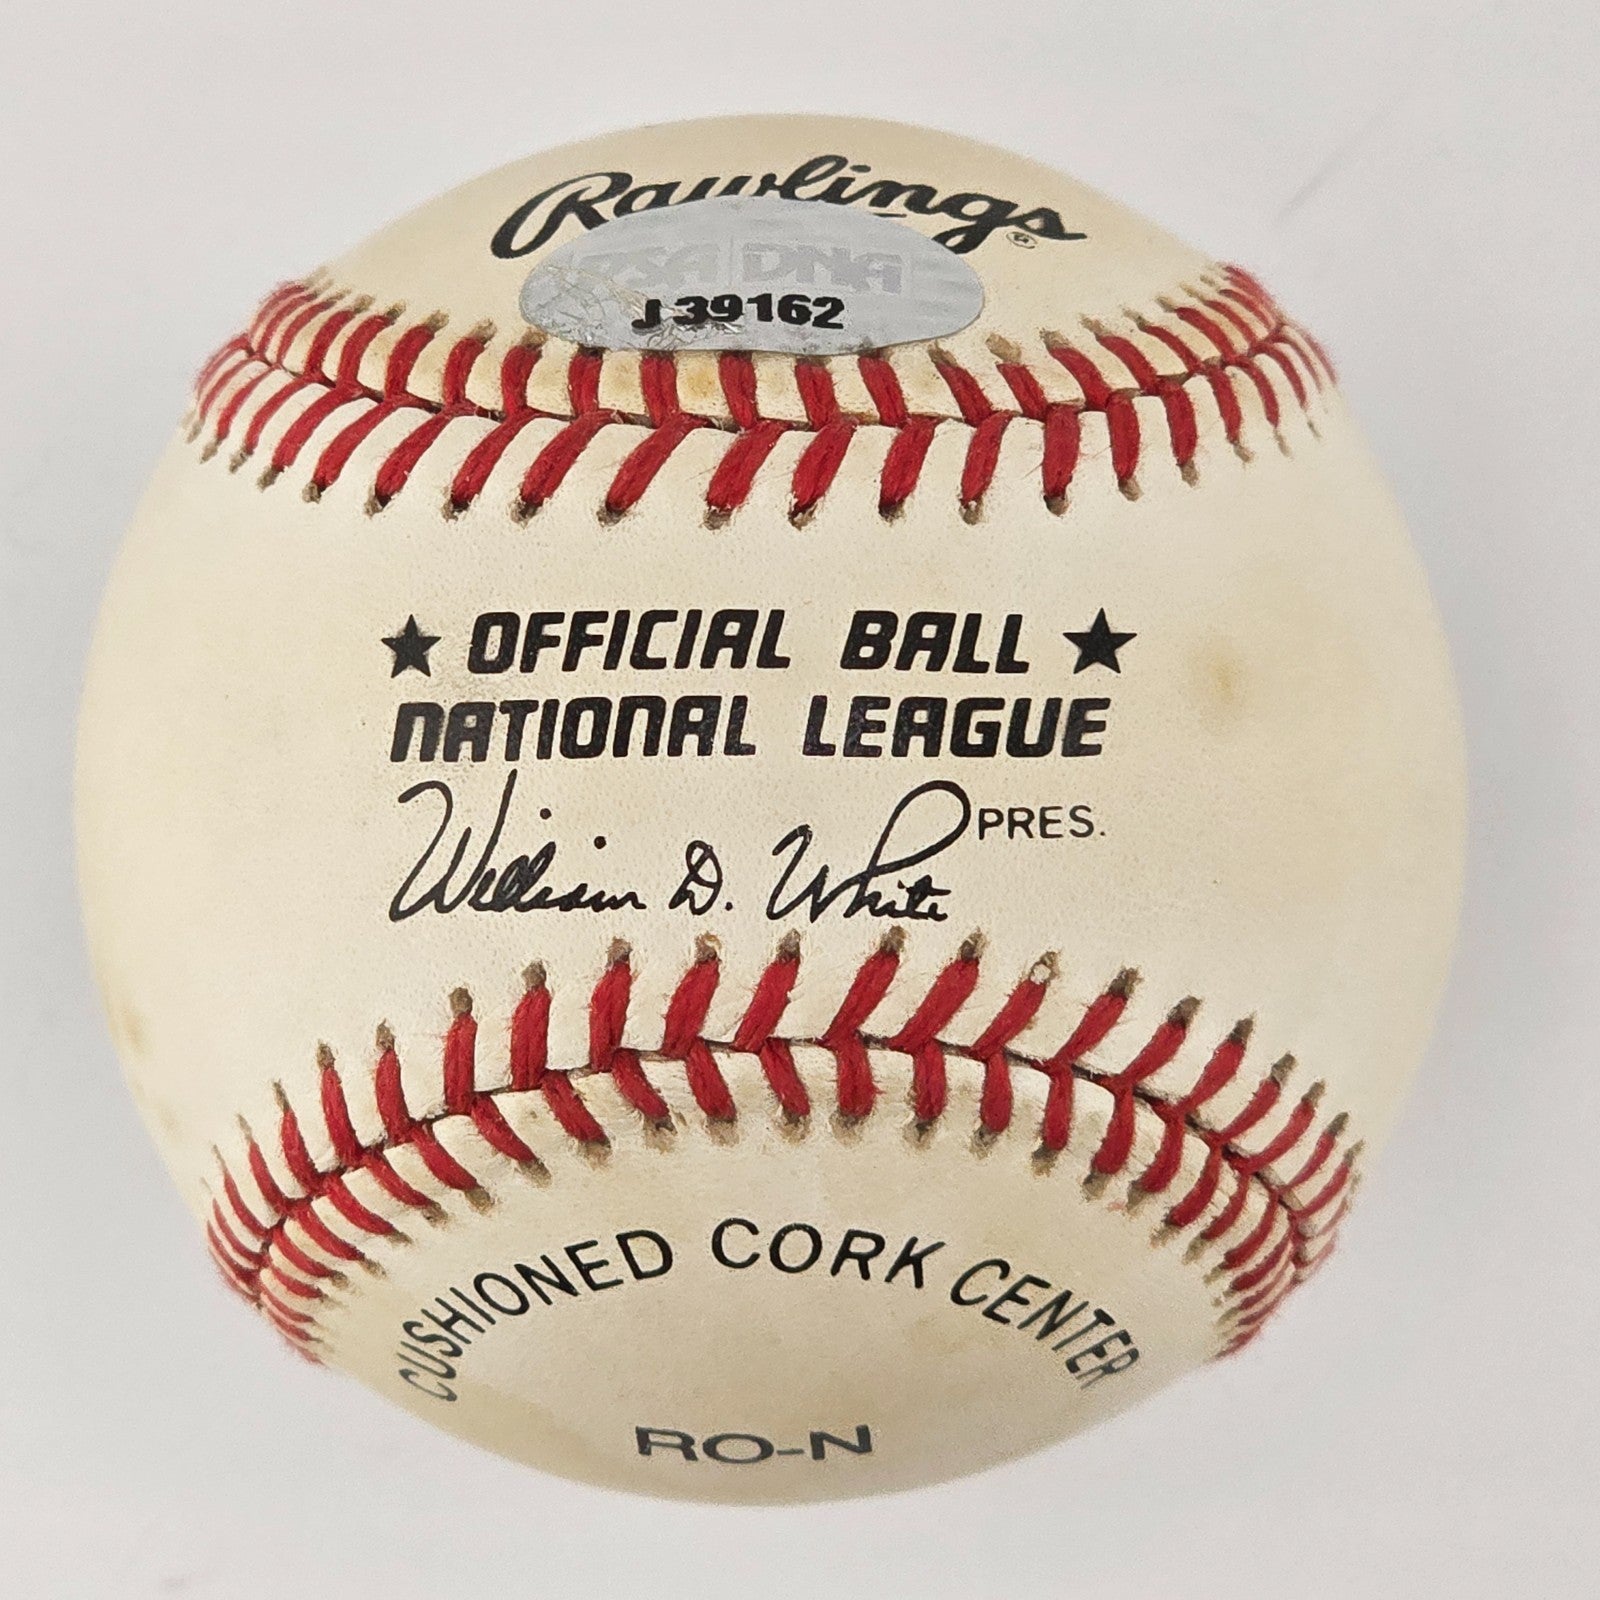 Rawlings®
PSA DNA
J39162
★ OFFICIAL BALL ★
NATIONAL LEAGUE
William D. White PRES.
CUSHIONED CORK CENTER
RO-N